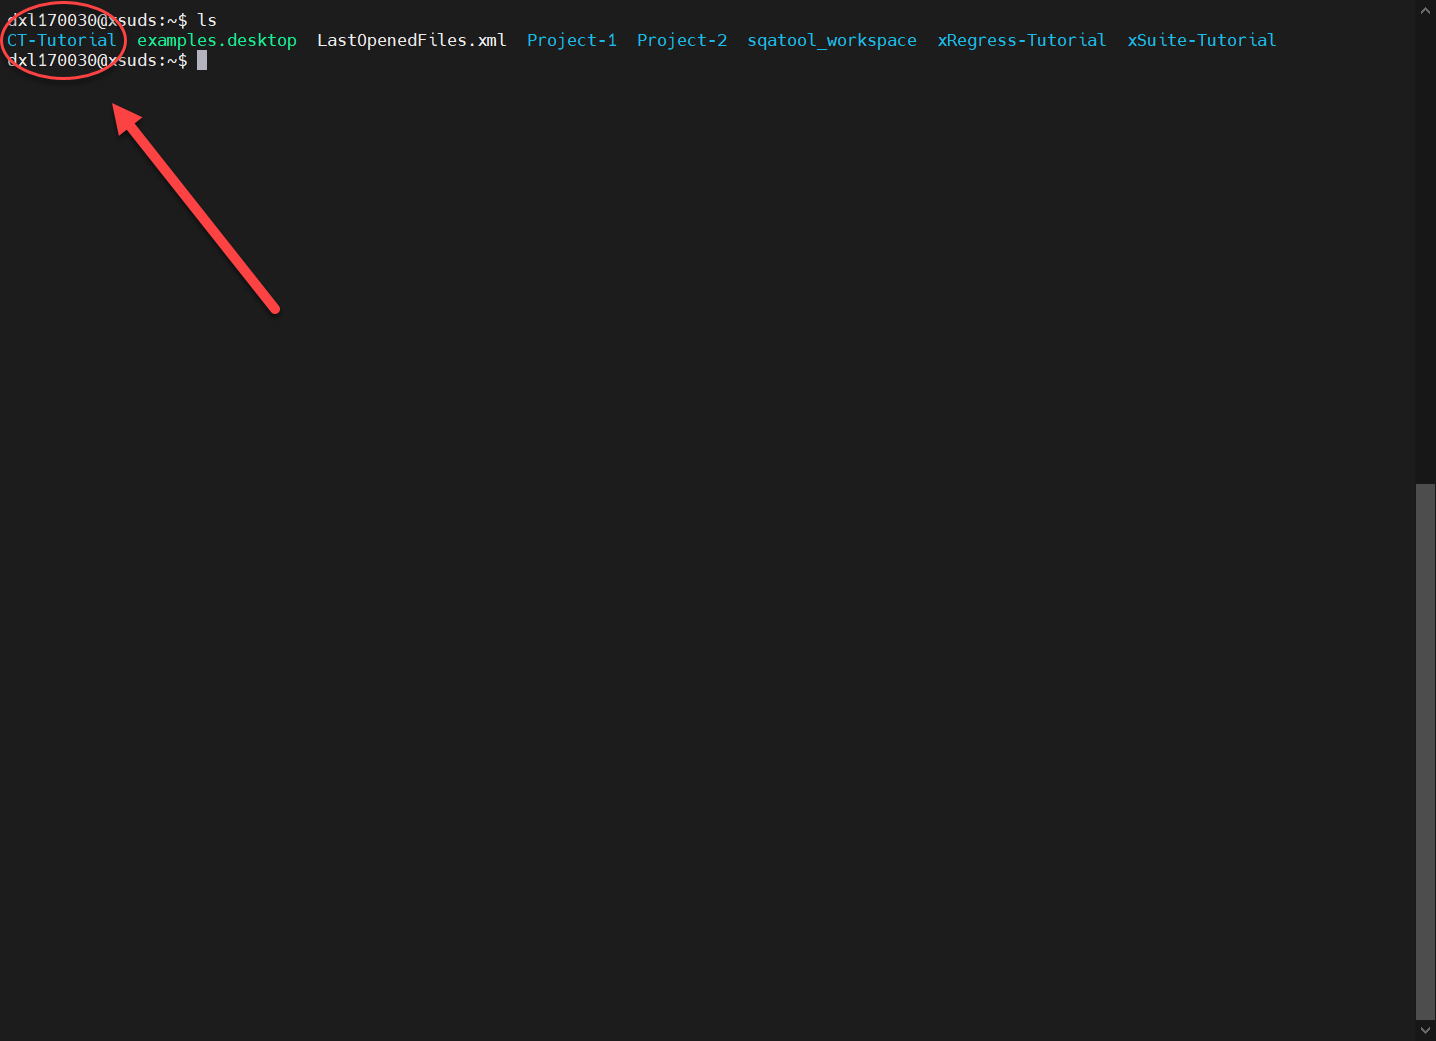 dxl170030@xsuds:~$ ls
CT-Tutorial examples.desktop LastOpenedFiles.xml Project-1 Project-2 sqatool_workspace xRegress-Tutorial xSuite-Tutorial
dxl170030@xsuds:~$